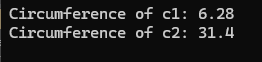 Circumference of c1: 6.28
Circumference of c2: 31.4